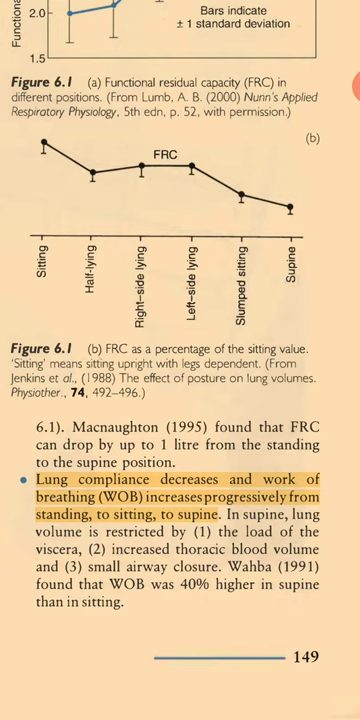 Functiona
2.0
Bars indicate
± 1 standard deviation
1.5
Figure 6.1 (a) Functional residual capacity (FRC) in
different positions. (From Lumb, A. B. (2000) Nunn's Applied
Respiratory Physiology, 5th edn, p. 52, with permission.)
(b)
FRC
Sitting
Half-lying
Right-side lying
Left-side lying
Slumped sitting
Supine
Figure 6.1 (b) FRC as a percentage of the sitting value.
'Sitting' means sitting upright with legs dependent. (From
Jenkins et al., (1988) The effect of posture on lung volumes.
Physiother., 74, 492–496.)
6.1). Macnaughton (1995) found that FRC
can drop by up to 1 litre from the standing
to the supine position.
• Lung compliance decreases and work of
breathing (WOB) increases progressively from
standing, to sitting, to supine. In supine, lung
volume is restricted by (1) the load of the
viscera, (2) increased thoracic blood volume
and (3) small airway closure. Wahba (1991)
found that WOB was 40% higher in supine
than in sitting.
149